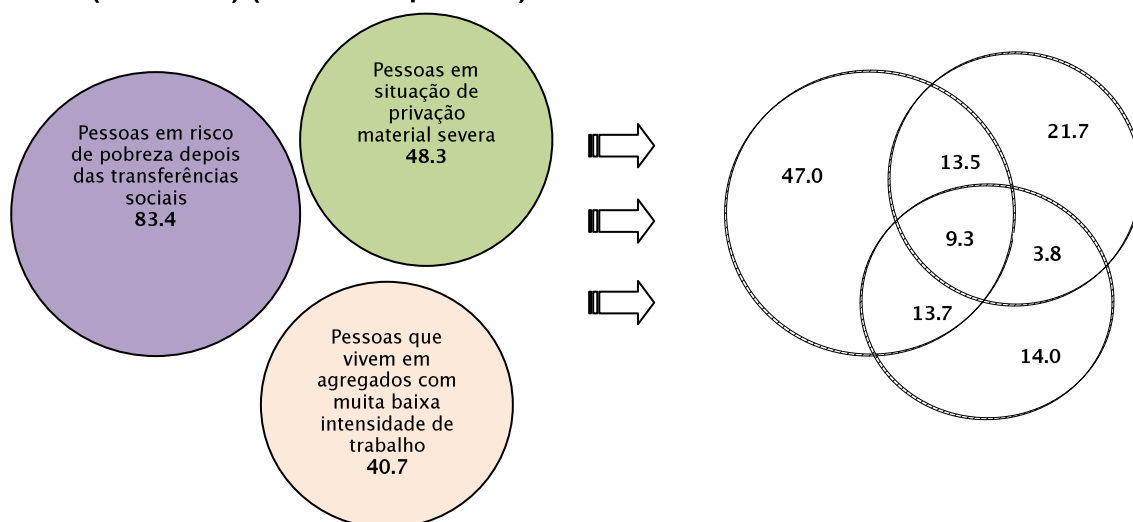 Pessoas em risco
de pobreza depois
das transferências
sociais
83.4
Pessoas em
situação de
privação
material severa
48.3
Pessoas que
vivem em
agregados com
muita baixa
intensidade de
trabalho
40.7
47.0
13.5
21.7
9.3
3.8
13.7
14.0